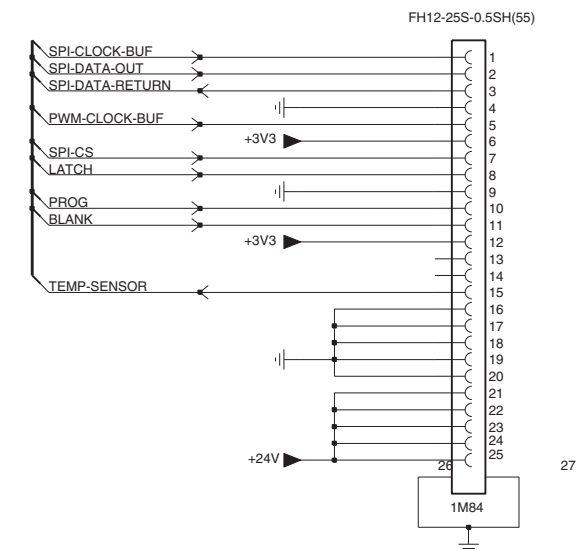 FH12-25S-0.5SH(55)
SPI-CLOCK-BUF 1
SPI-DATA-OUT 2
SPI-DATA-RETURN 3
4
PWM-CLOCK-BUF 5
+3V3 6
SPI-CS 7
LATCH 8
9
PROG 10
BLANK 11
+3V3 12
13
14
TEMP-SENSOR 15
16
17
18
19
20
21
22
23
24
+24V 25
26 27
1M84